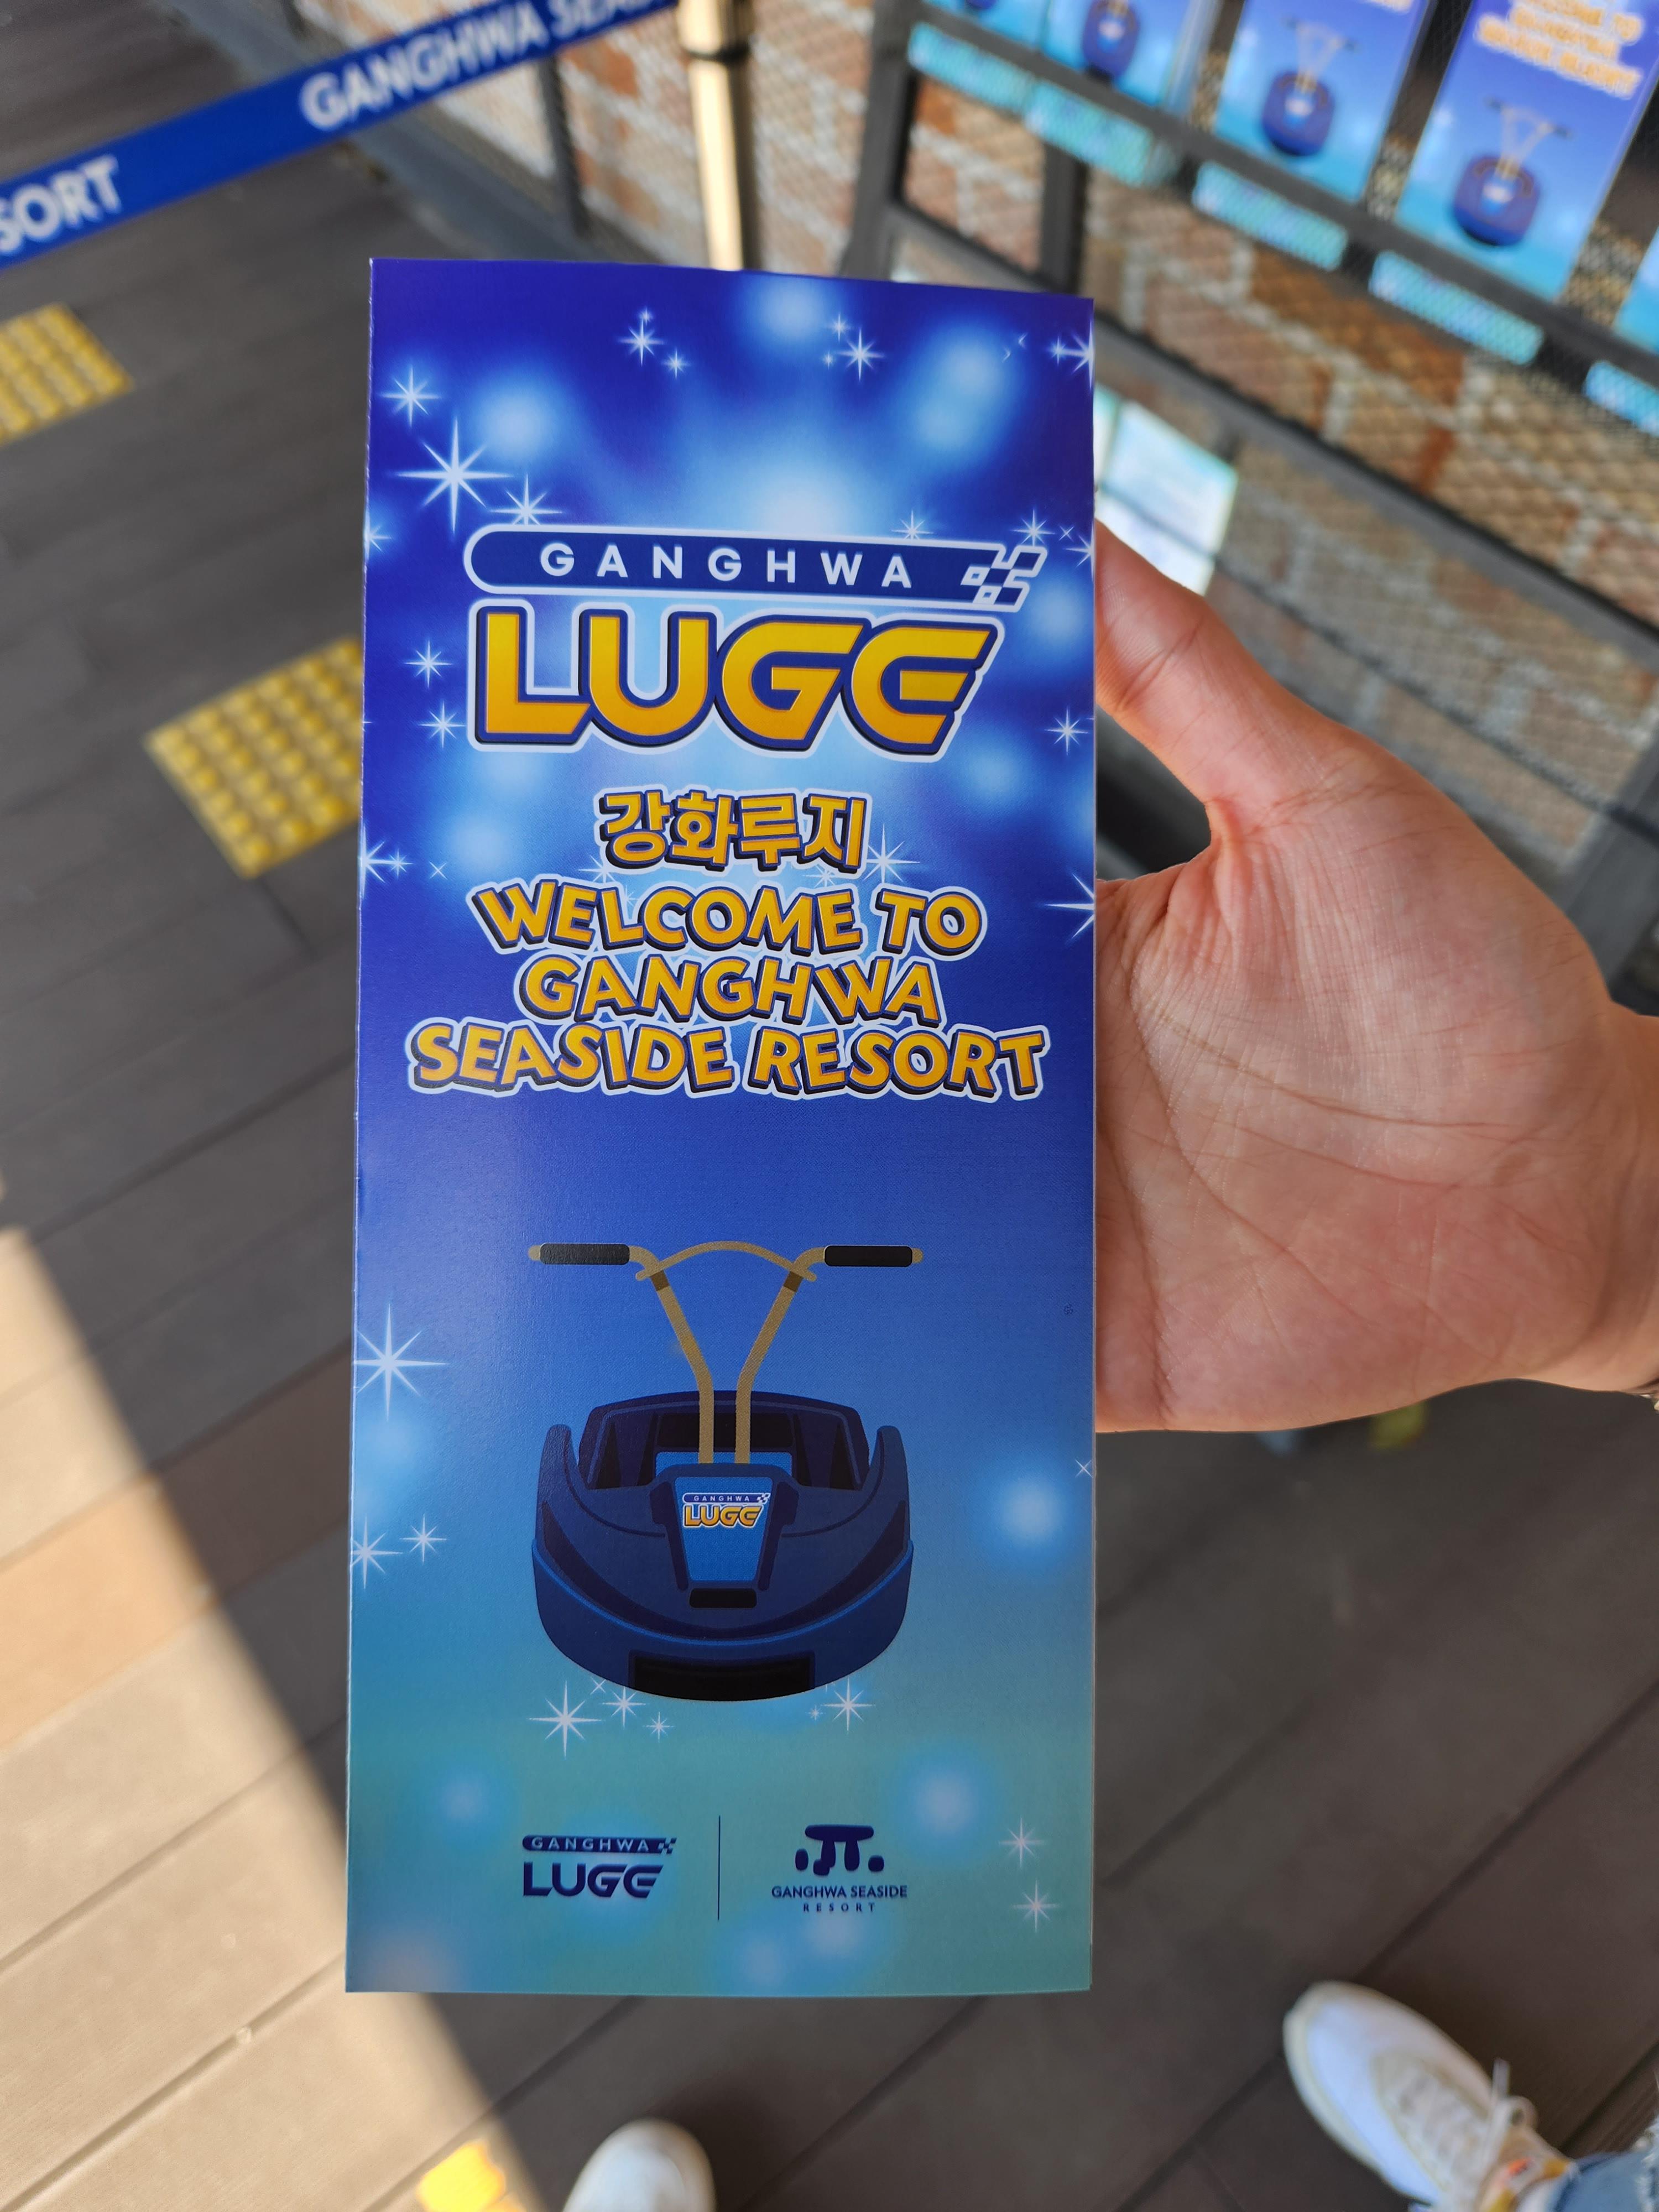 GANGHWA SEAS
SORT
GANGHWA
LUGE
강화루지
WELCOME TO
GANGHWA
SEASIDE RESORT
GANGHWA
LUGE
GANGHWA
LUGE
GANGHWA SEASIDE
RESORT